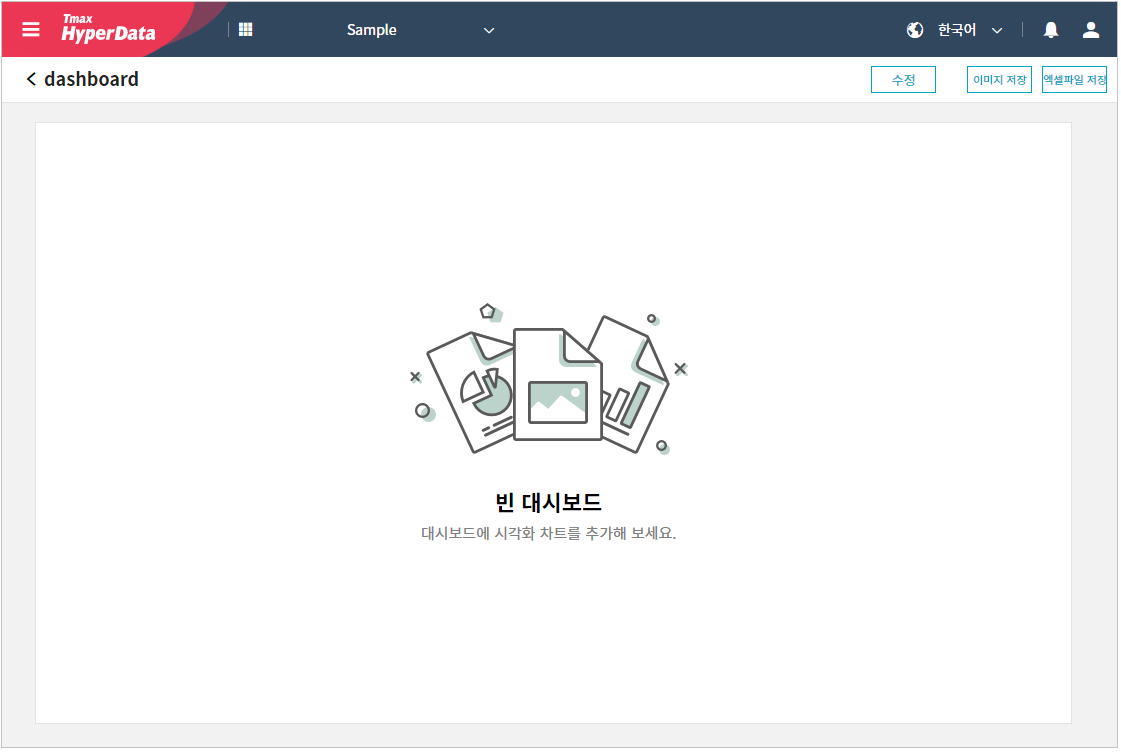 Tmax
HyperData
Sample
한국어
dashboard
수정
이미지 저장
엑셀파일 저장
빈 대시보드
대시보드에 시각화 차트를 추가해 보세요.